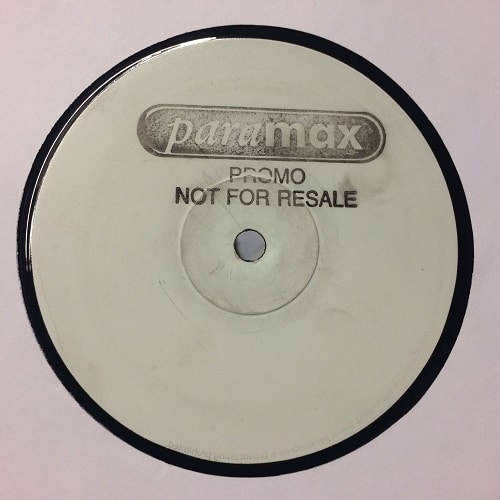 paramax
PROMO
NOT FOR RESALE